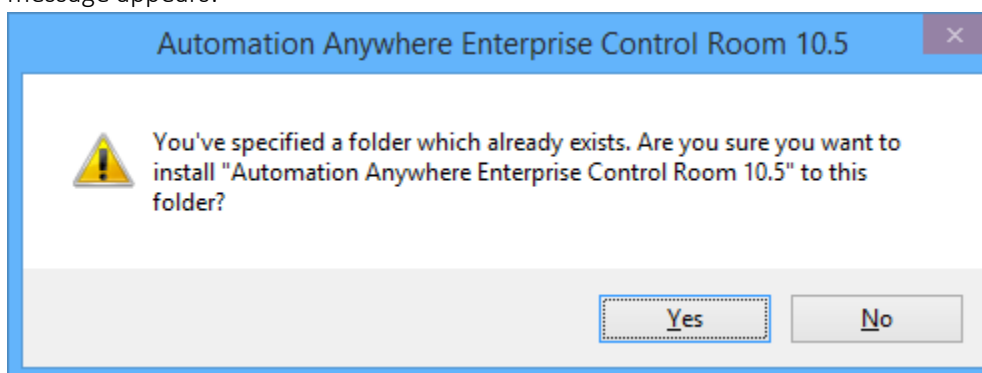 message appears:
Automation Anywhere Enterprise Control Room 10.5
You've specified a folder which already exists. Are you sure you want to
install "Automation Anywhere Enterprise Control Room 10.5" to this
folder?
Yes
No